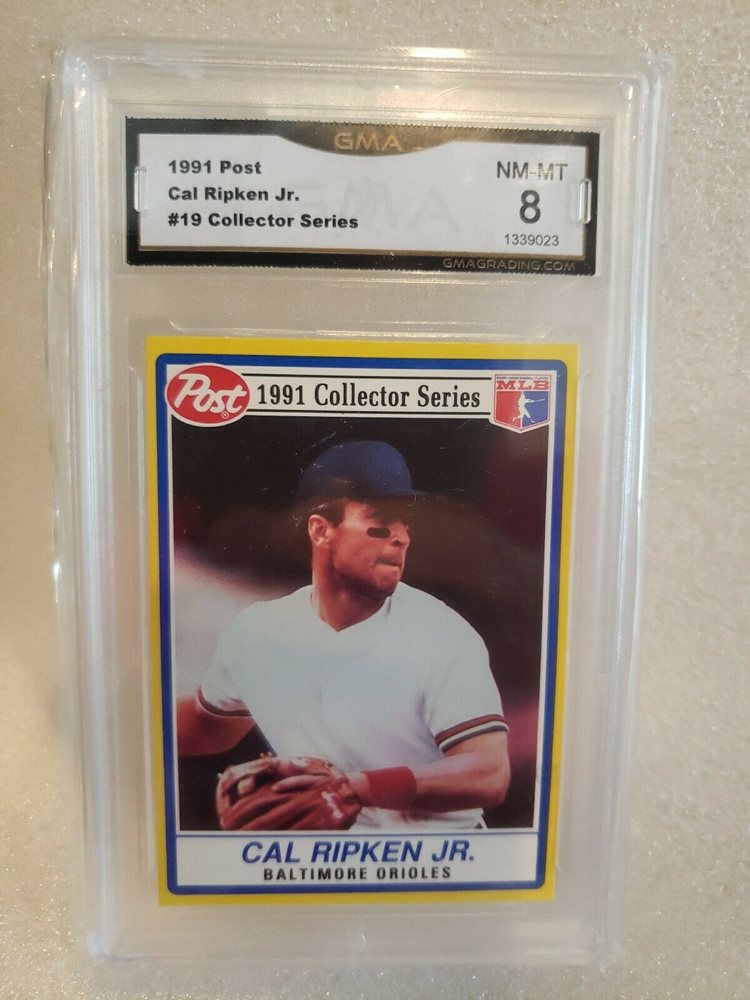 GMA
1991 Post
Cal Ripken Jr.
#19 Collector Series
NM-MT
8
1339023
GMAGRADING.COM
Post
1991 Collector Series
MLB
CAL RIPKEN JR.
BALTIMORE ORIOLES